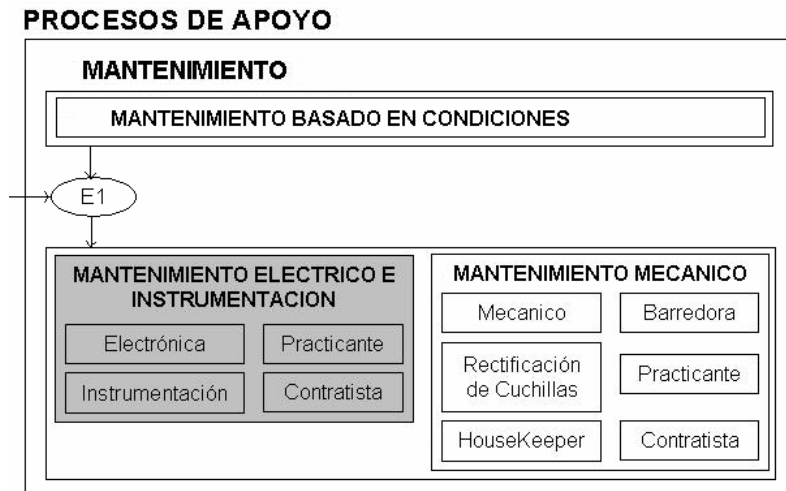 PROCESOS DE APOYO
MANTENIMIENTO
MANTENIMIENTO BASADO EN CONDICIONES
E1
MANTENIMIENTO ELECTRICO E
INSTRUMENTACION
Electrónica
Practicante
Instrumentación
Contratista
MANTENIMIENTO MECANICO
Mecanico
Barredora
Rectificación
de Cuchillas
Practicante
HouseKeeper
Contratista